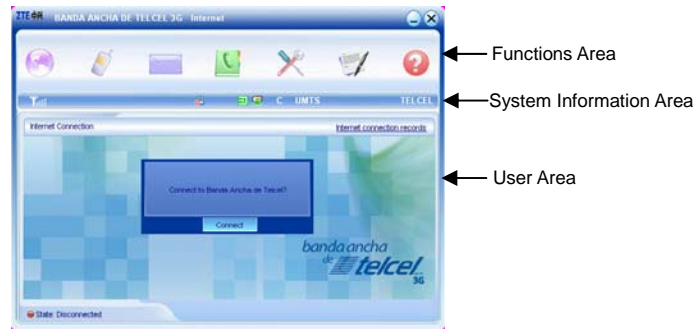 ZTE中兴 BANDA ANCHA DE TELCEL 3G Internet
Functions Area
C UMTS TELCEL
System Information Area
Internet Connection Internet connection records
User Area
Connect to Banda Ancha de Telcel?
Connect
banda ancha
de telcel
3G
State: Disconnected